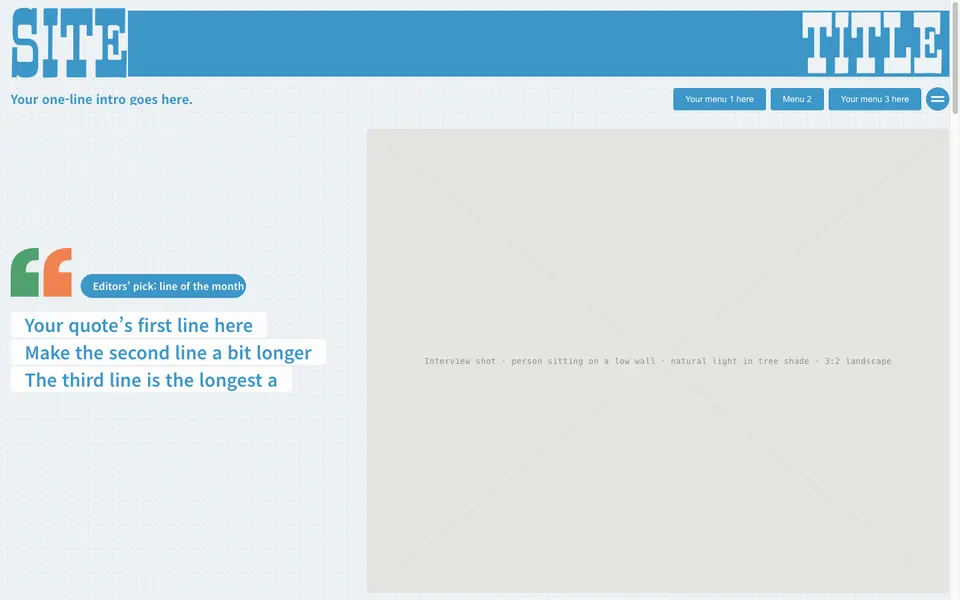 SITE TITLE
Your one-line intro goes here.
Your menu 1 here
Menu 2
Your menu 3 here
Editors’ pick: line of the month
Your quote’s first line here
Make the second line a bit longer
The third line is the longest a
Interview shot · person sitting on a low wall · natural light in tree shade · 3:2 landscape